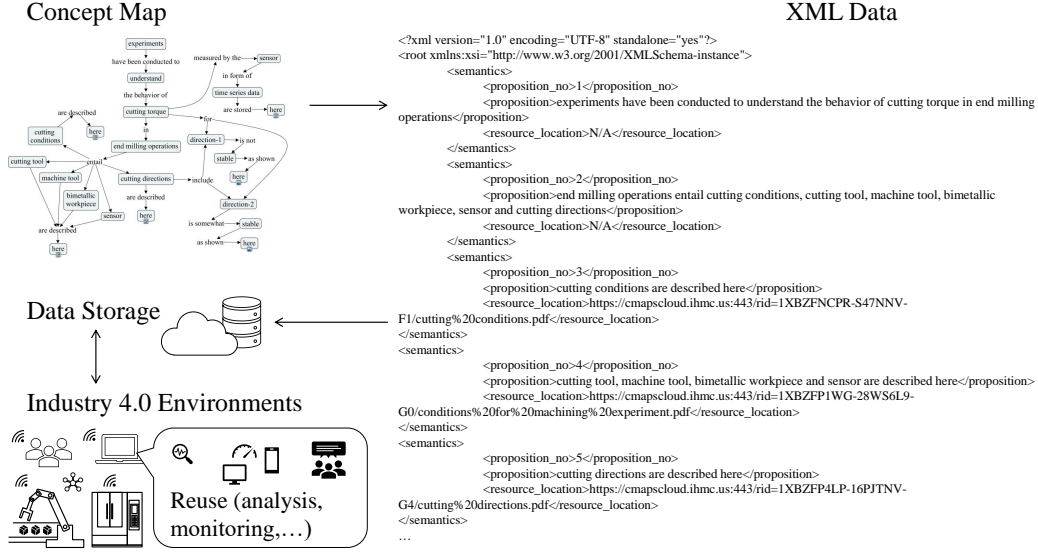 Concept Map
experiments
have been conducted to
understand
the behavior of
cutting torque
in
end milling operations
measured by the
sensor
in form of
time series data
are stored
here
for
are described
cutting
conditions
here
cutting tool
entail
machine tool
bimetallic
workpiece
sensor
are described
here
cutting directions
are described
here
include
direction-1
is not
stable
as shown
here
direction-2
is somewhat
stable
as shown
here
XML Data
<?xml version="1.0" encoding="UTF-8" standalone="yes"?>
<root xmlns:xsi="http://www.w3.org/2001/XMLSchema-instance">
<semantics>
<proposition_no>1</proposition_no>
<proposition>experiments have been conducted to understand the behavior of cutting torque in end milling
operations</proposition>
<resource_location>N/A</resource_location>
</semantics>
<semantics>
<proposition_no>2</proposition_no>
<proposition>end milling operations entail cutting conditions, cutting tool, machine tool, bimetallic
workpiece, sensor and cutting directions</proposition>
<resource_location>N/A</resource_location>
</semantics>
<semantics>
<proposition_no>3</proposition_no>
<proposition>cutting conditions are described here</proposition>
<resource_location>https://cmapscloud.ihmc.us:443/rid=1XBZFNCPR-S47NNV-
F1/cutting%20conditions.pdf</resource_location>
</semantics>
<semantics>
<proposition_no>4</proposition_no>
<proposition>cutting tool, machine tool, bimetallic workpiece and sensor are described here</proposition>
<resource_location>https://cmapscloud.ihmc.us:443/rid=1XBZFP1WG-28WS6L9-
G0/conditions%20for%20machining%20experiment.pdf</resource_location>
</semantics>
<semantics>
<proposition_no>5</proposition_no>
<proposition>cutting directions are described here</proposition>
<resource_location>https://cmapscloud.ihmc.us:443/rid=1XBZFP4LP-16PJTNV-
G4/cutting%20directions.pdf</resource_location>
</semantics>
…
Data Storage
Industry 4.0 Environments
Reuse (analysis,
monitoring,…)